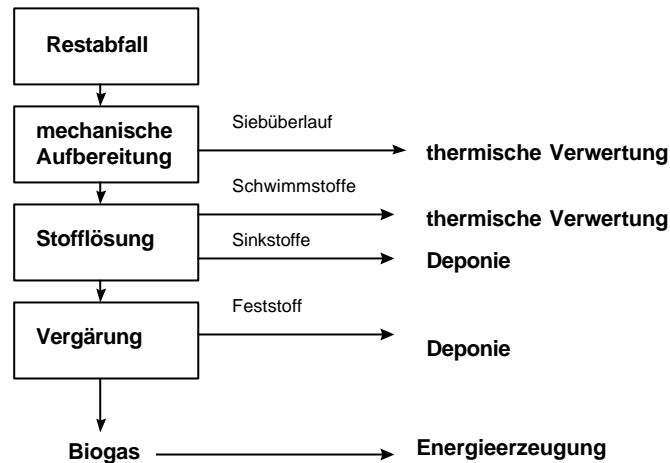 Restabfall
mechanische
Aufbereitung
Siebüberlauf
thermische Verwertung
Schwimmstoffe
thermische Verwertung
Stofflösung
Sinkstoffe
Deponie
Feststoff
Vergärung
Deponie
Biogas
Energieerzeugung